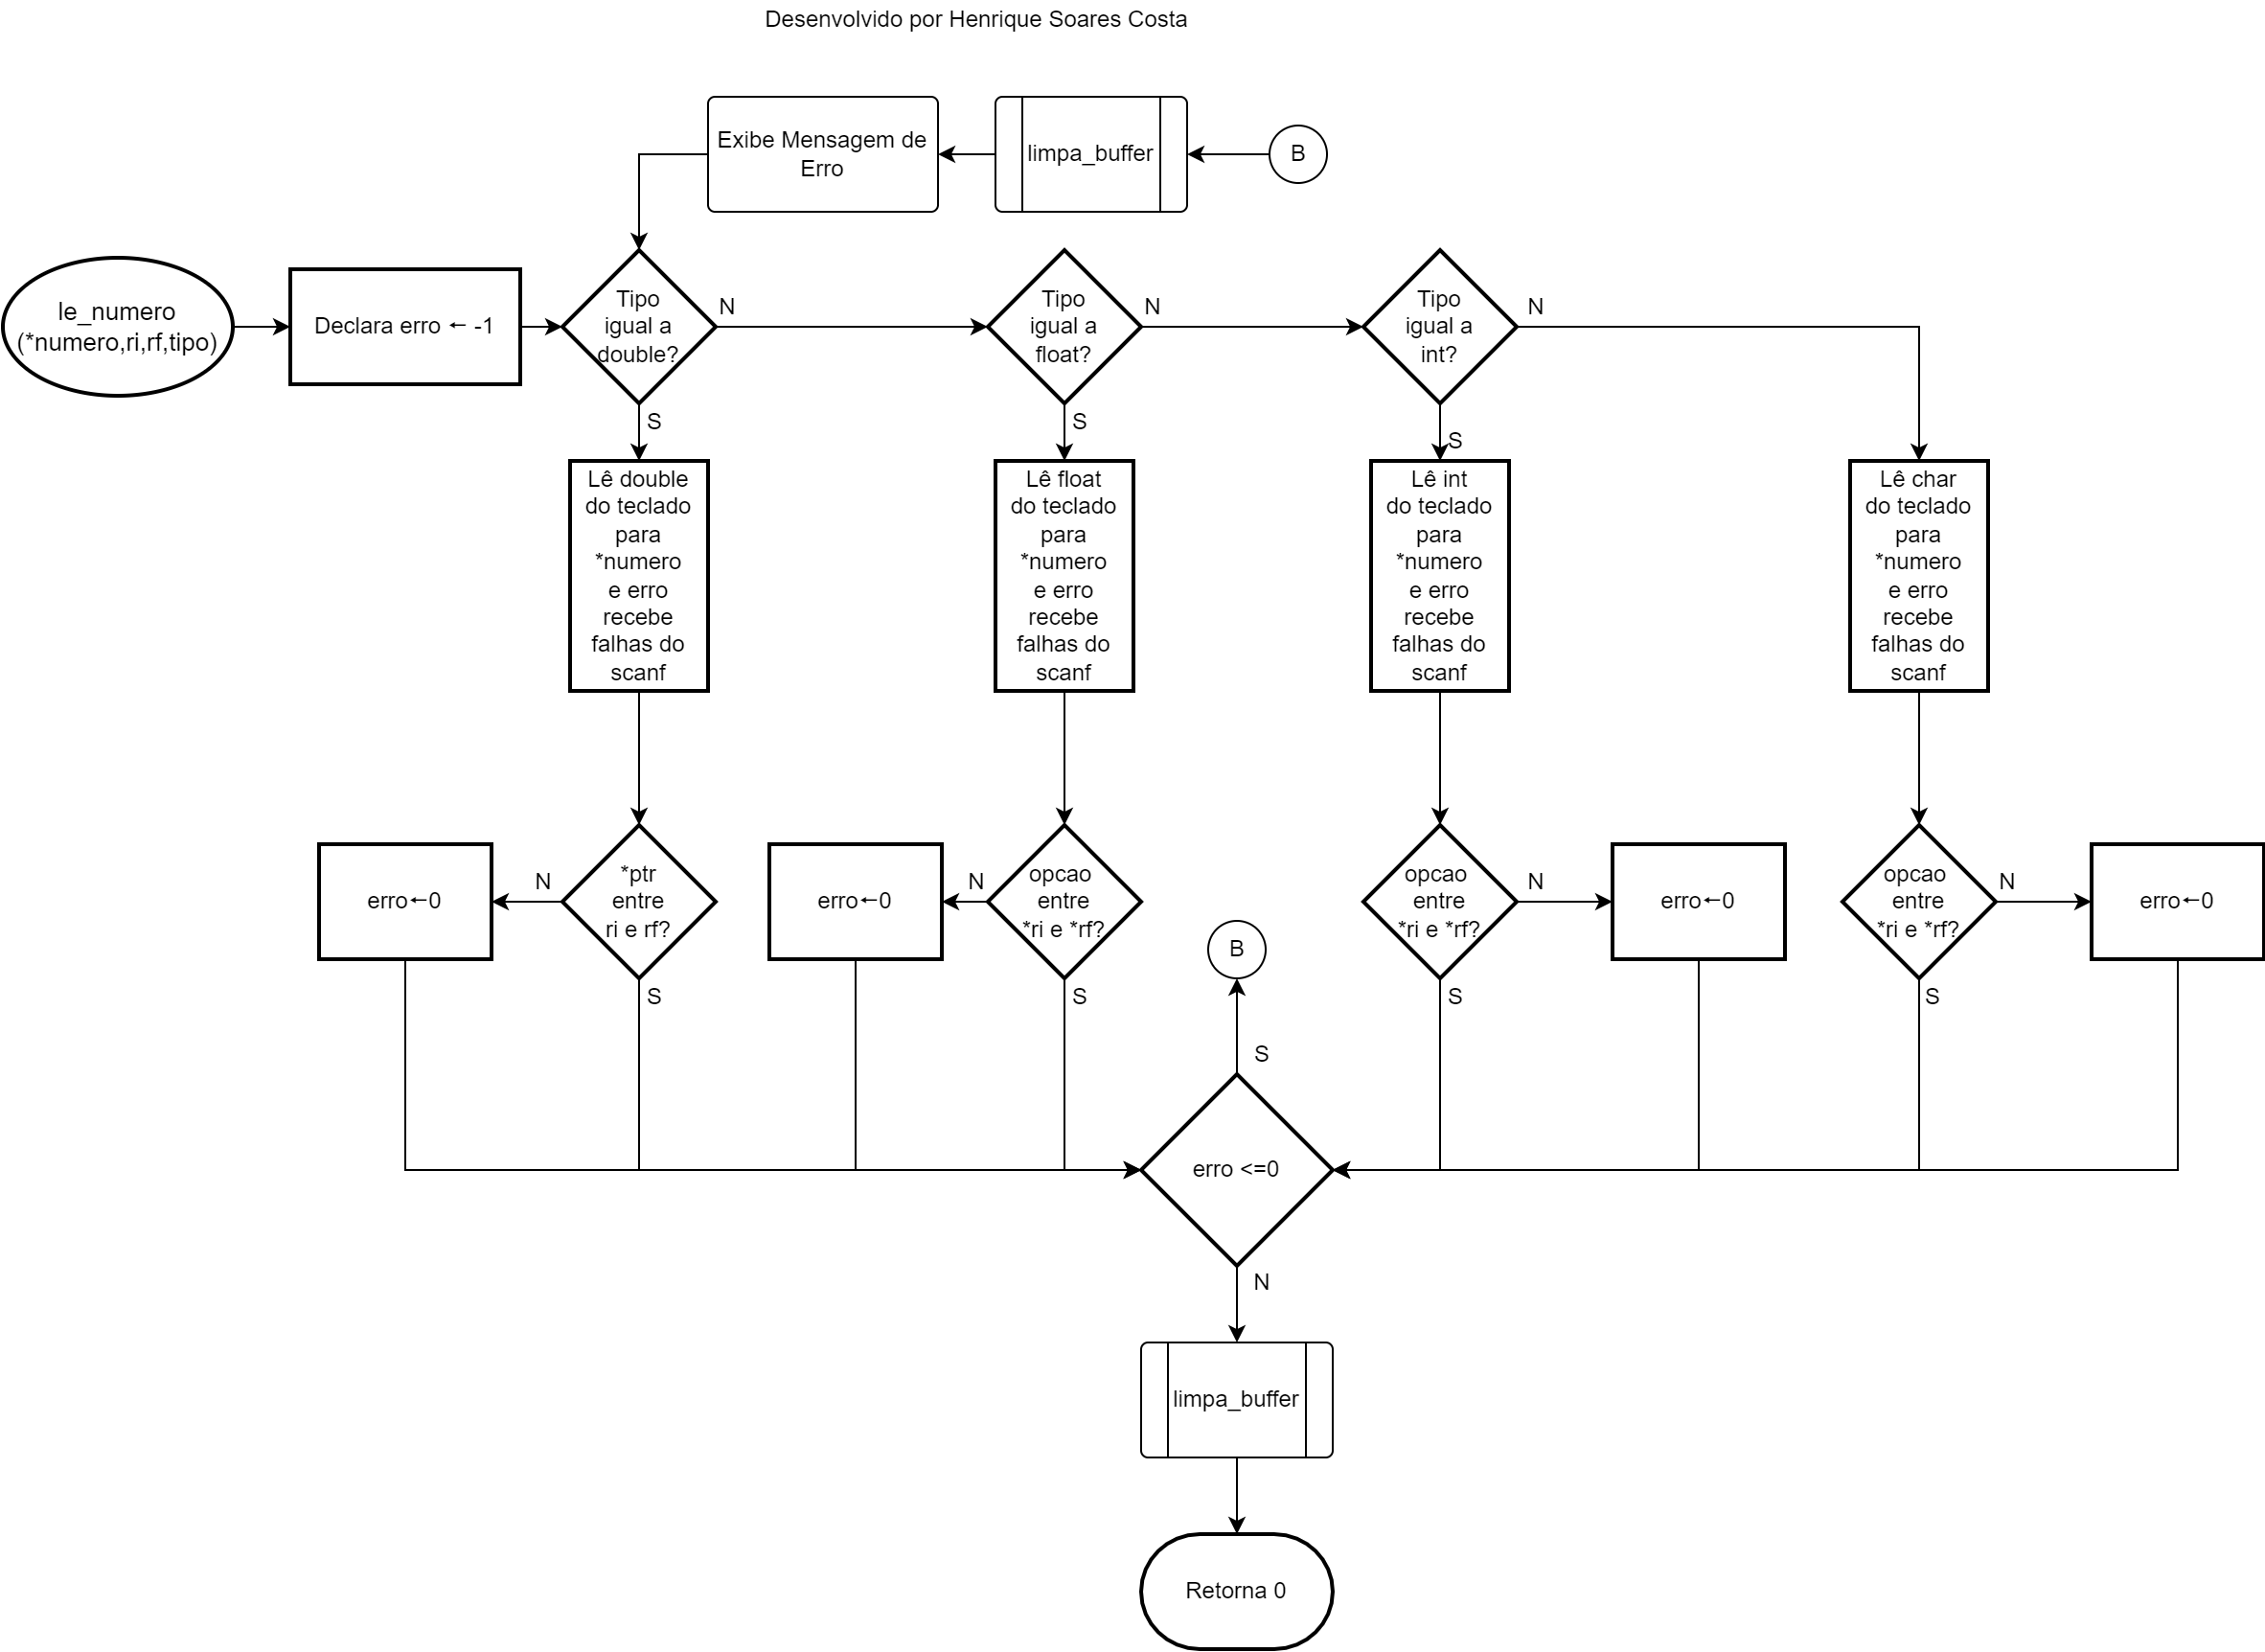 Desenvolvido por Henrique Soares Costa
Exibe Mensagem de
Erro
limpa_buffer
B
le_numero
(*numero,ri,rf,tipo)
Declara erro ← -1
Tipo
igual a
double?
N
S
Tipo
igual a
float?
N
S
Tipo
igual a
int?
N
S
Lê double
do teclado
para
*numero
e erro
recebe
falhas do
scanf
Lê float
do teclado
para
*numero
e erro
recebe
falhas do
scanf
Lê int
do teclado
para
*numero
e erro
recebe
falhas do
scanf
Lê char
do teclado
para
*numero
e erro
recebe
falhas do
scanf
erro←0
N
*ptr
entre
ri e rf?
S
erro←0
N
opcao
entre
*ri e *rf?
S
B
opcao
entre
*ri e *rf?
N
S
erro←0
opcao
entre
*ri e *rf?
N
S
erro←0
S
erro <=0
N
limpa_buffer
Retorna 0